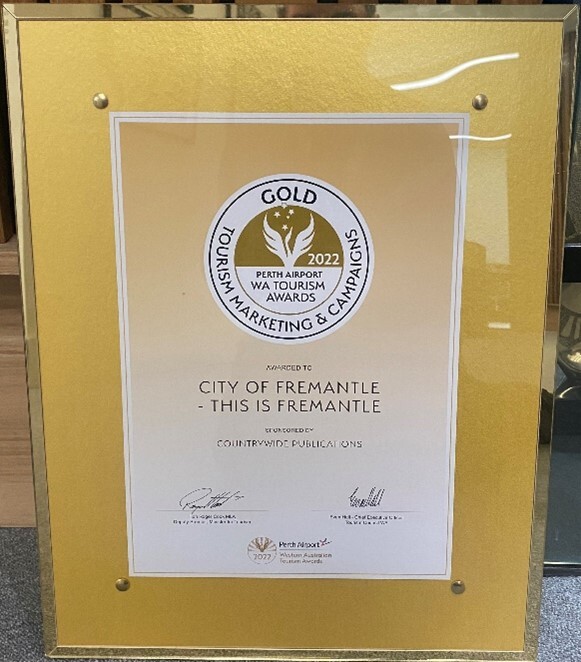 GOLD
2022
PERTH AIRPORT
WA TOURISM
AWARDS
TOURISM MARKETING & CAMPAIGNS
AWARDED TO
CITY OF FREMANTLE
- THIS IS FREMANTLE
SPONSORED BY
COUNTRYWIDE PUBLICATIONS
2022
Perth Airport
Western Australian
Tourism Awards